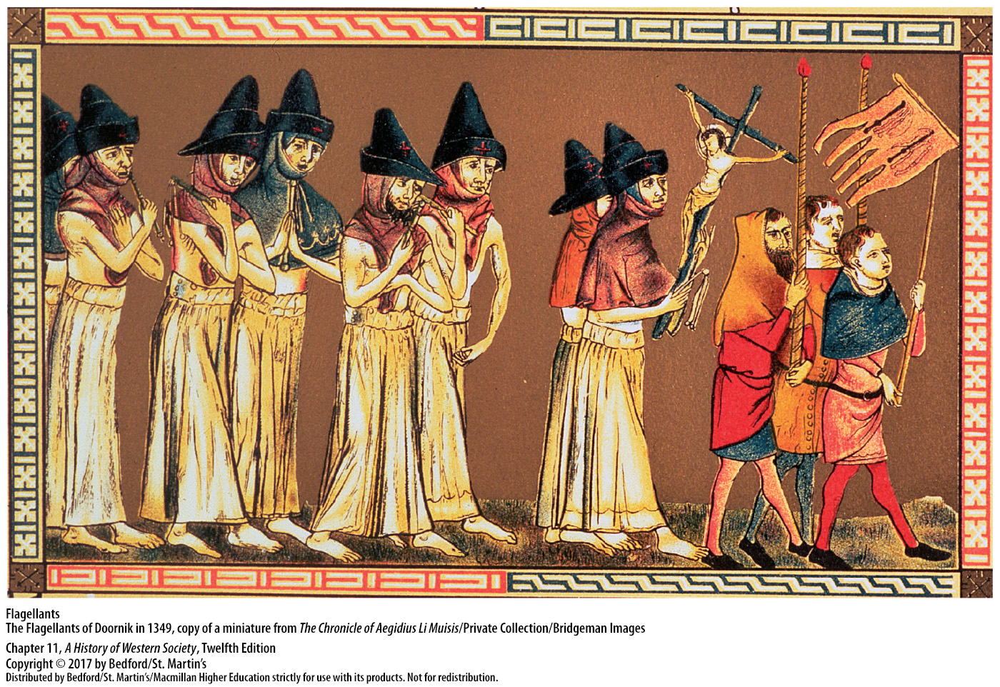 Flagellants
The Flagellants of Doornik in 1349, copy of a miniature from The Chronicle of Aegidius Li Muisis/Private Collection/Bridgeman Images
Chapter 11, A History of Western Society, Twelfth Edition
Copyright © 2017 by Bedford/St. Martin's
Distributed by Bedford/St. Martin's/Macmillan Higher Education strictly for use with its products. Not for redistribution.